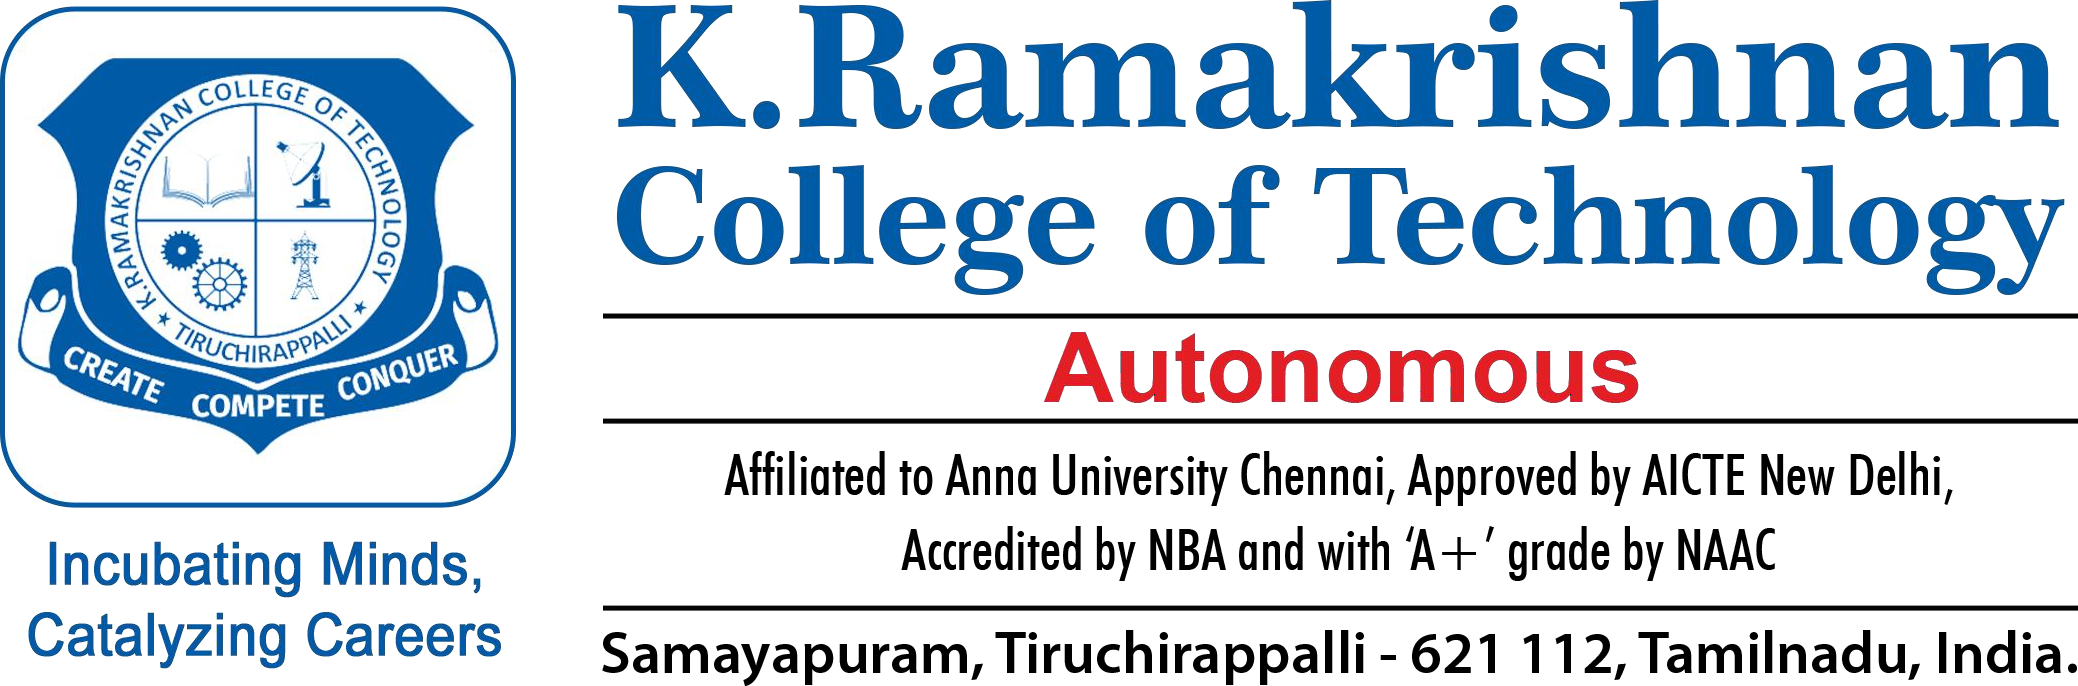 K.RAMAKRISHNAN COLLEGE OF TECHNOLOGY
★ TIRUCHIRAPPALLI ★
CREATE COMPETE CONQUER
Incubating Minds,
Catalyzing Careers
K.Ramakrishnan
College of Technology
Autonomous
Affiliated to Anna University Chennai, Approved by AICTE New Delhi,
Accredited by NBA and with ‘A+’ grade by NAAC
Samayapuram, Tiruchirappalli - 621 112, Tamilnadu, India.